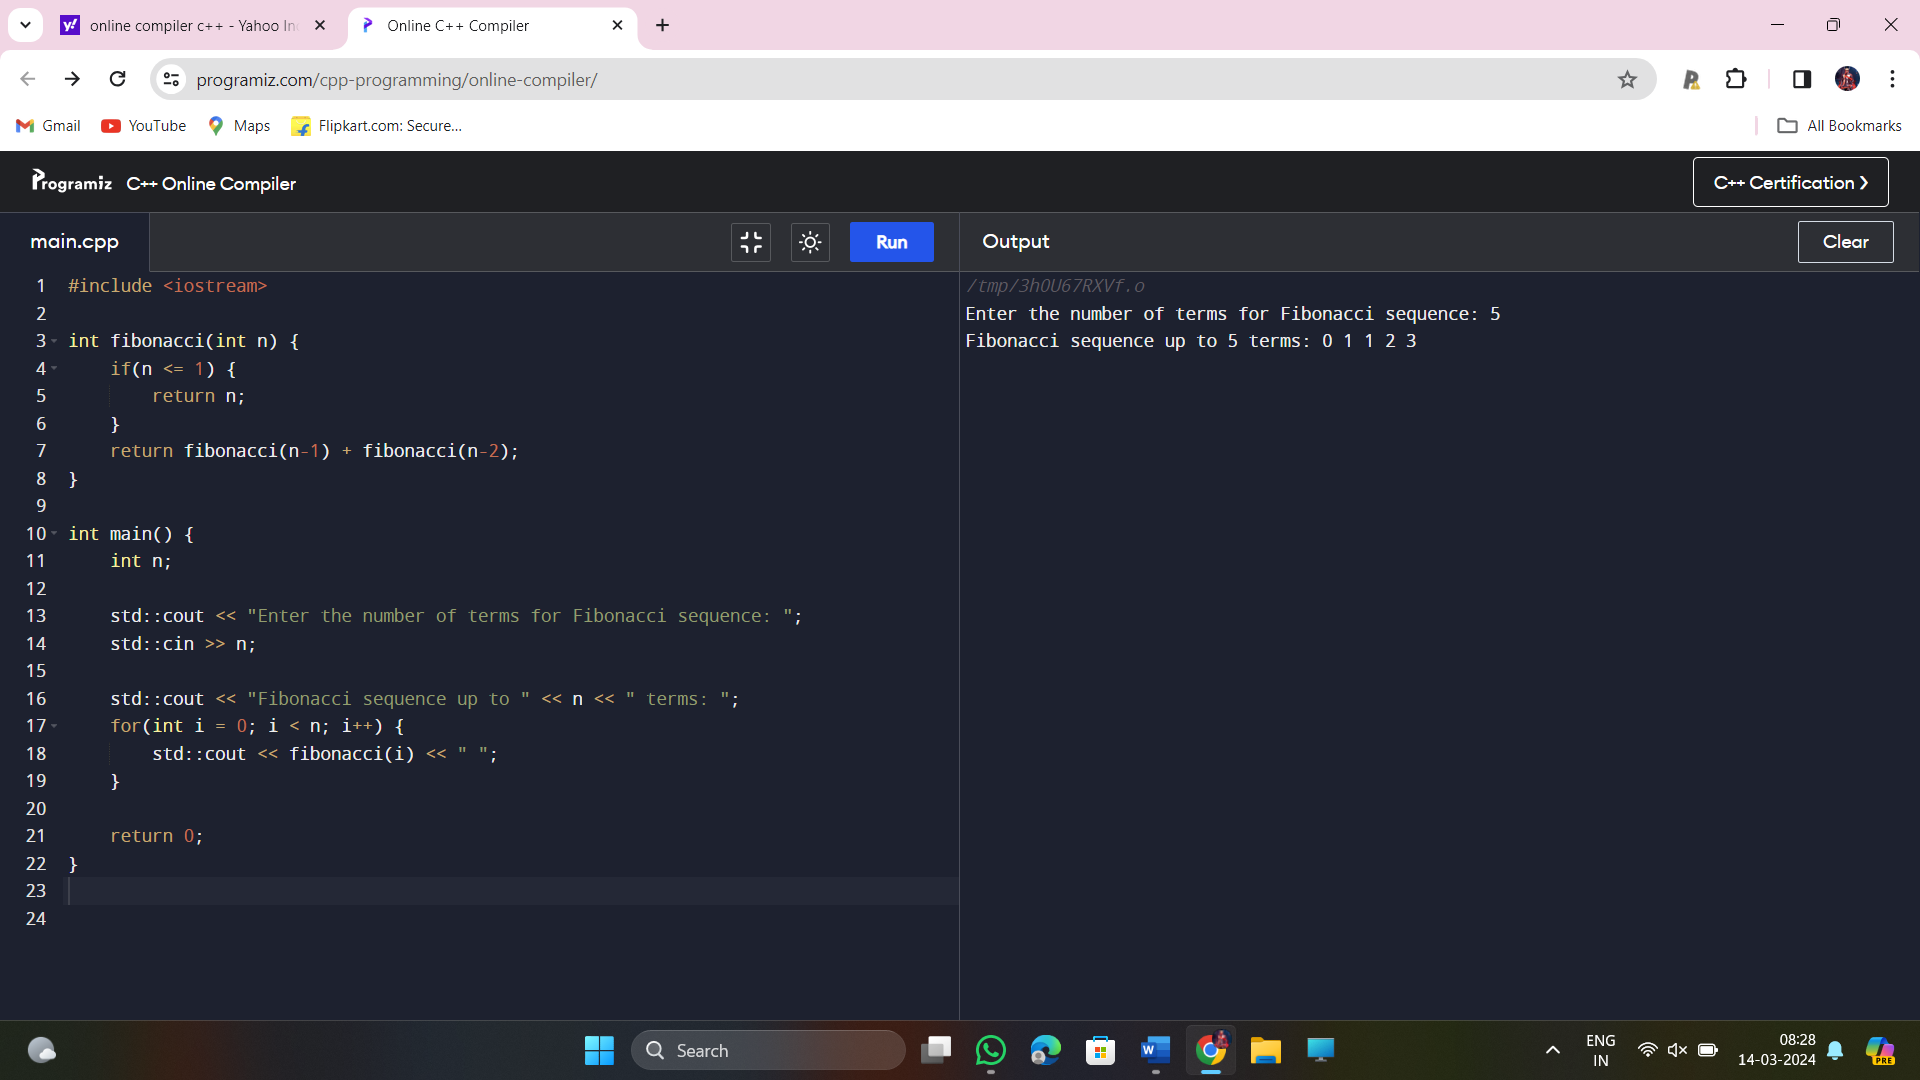 online compiler c++ - Yahoo In
Online C++ Compiler
programiz.com/cpp-programming/online-compiler/
Gmail
YouTube
Maps
Flipkart.com: Secure...
All Bookmarks
Programiz C++ Online Compiler
C++ Certification ❯
main.cpp
Run
Output
Clear
1 #include <iostream>
2
3 int fibonacci(int n) {
4     if(n <= 1) {
5         return n;
6     }
7     return fibonacci(n-1) + fibonacci(n-2);
8 }
9
10 int main() {
11     int n;
12
13     std::cout << "Enter the number of terms for Fibonacci sequence: ";
14     std::cin >> n;
15
16     std::cout << "Fibonacci sequence up to " << n << " terms: ";
17     for(int i = 0; i < n; i++) {
18         std::cout << fibonacci(i) << " ";
19     }
20
21     return 0;
22 }
23
24
/tmp/3hOU67RXVf.o
Enter the number of terms for Fibonacci sequence: 5
Fibonacci sequence up to 5 terms: 0 1 1 2 3
Search
ENG
IN
08:28
14-03-2024
PRE